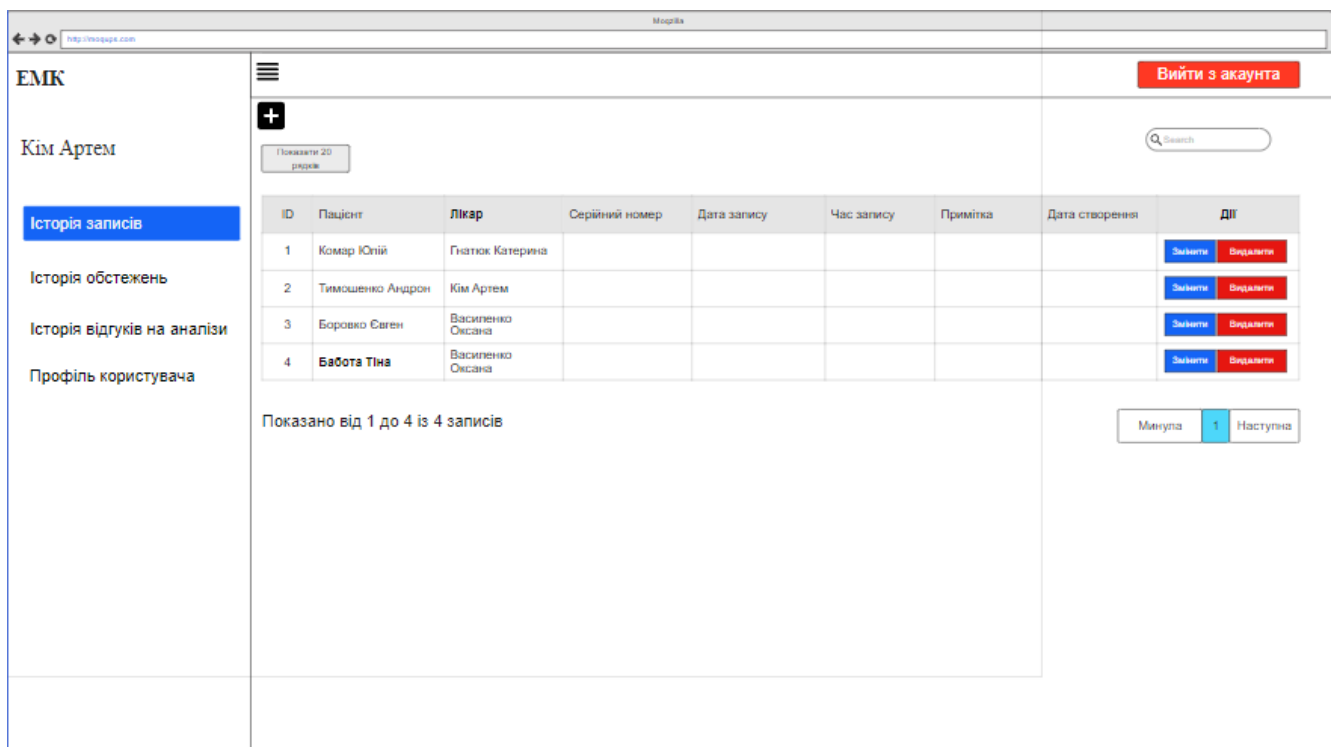 Moqzilla
http://moqups.com
ЕМК
Вийти з акаунта
Кім Артем
Search
Показати 20
рядків
Історія записів
Історія обстежень
Історія відгуків на аналізи
Профіль користувача
ID Пацієнт Лікар Серійний номер Дата запису Час запису Примітка Дата створення Дії
1 Комар Юлій Гнатюк Катерина Змінити Видалити
2 Тимошенко Андрон Кім Артем Змінити Видалити
3 Боровко Євген Василенко Оксана Змінити Видалити
4 Бабота Тіна Василенко Оксана Змінити Видалити
Показано від 1 до 4 із 4 записів
Минула 1 Наступна